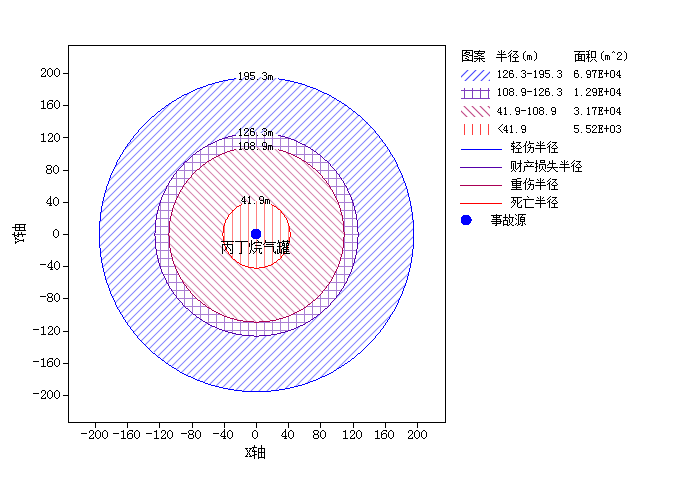 图案 半径(m) 面积(m^2)
126.3-195.3 6.97E+04
108.9-126.3 1.29E+04
41.9-108.9 3.17E+04
<41.9 5.52E+03
轻伤半径
财产损失半径
重伤半径
死亡半径
事故源
195.3m
126.3m
108.9m
41.9m
丙丁烷气罐
Y轴
200
160
120
80
40
0
-40
-80
-120
-160
-200
-200 -160 -120 -80 -40 0 40 80 120 160 200
X轴